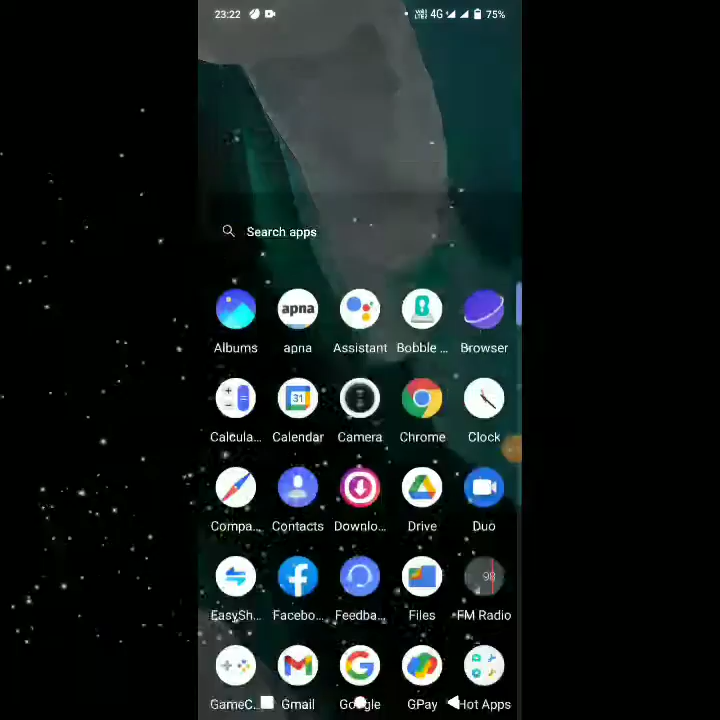 23:22 4G 75%
Search apps
apna
Albums apna Assistant Bobble ... Browser
31
Calcula... Calendar Camera Chrome Clock
Compa... Contacts Downlo... Drive Duo
98
EasySh... Facebo... Feedba... Files FM Radio
GameC... Gmail Google GPay Hot Apps